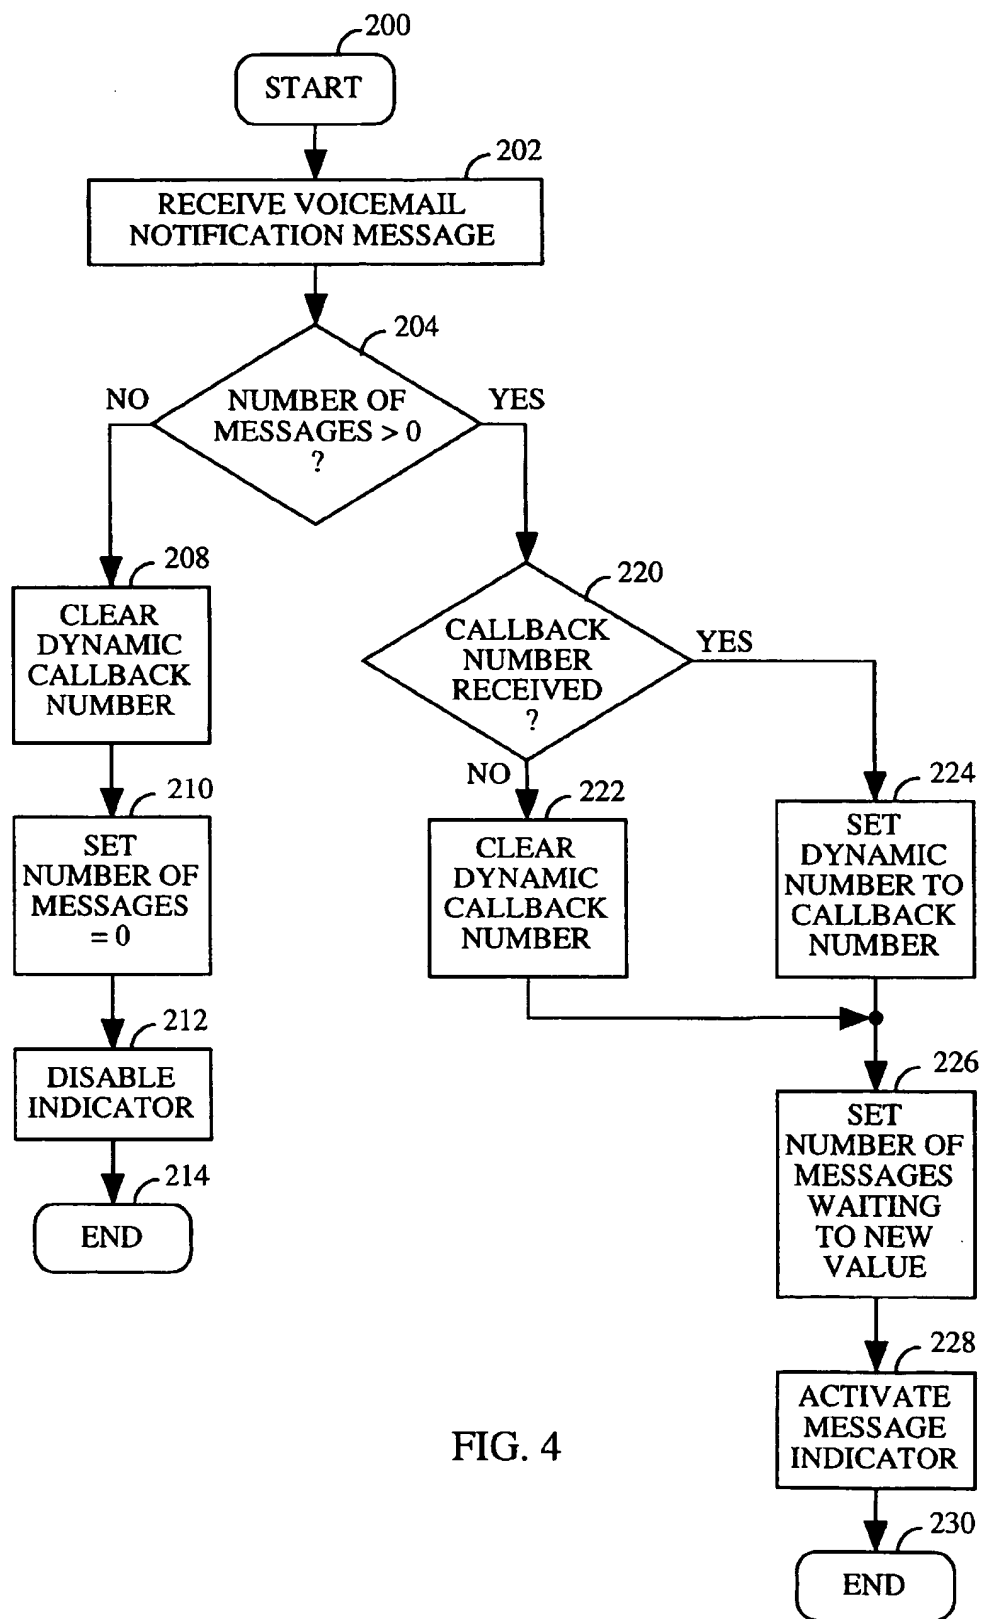 200
START
202
RECEIVE VOICEMAIL
NOTIFICATION MESSAGE
204
NO
NUMBER OF
MESSAGES > 0
?
YES
208
CLEAR
DYNAMIC
CALLBACK
NUMBER
210
SET
NUMBER OF
MESSAGES
= 0
212
DISABLE
INDICATOR
214
END
220
CALLBACK
NUMBER
RECEIVED
?
YES
NO
222
CLEAR
DYNAMIC
CALLBACK
NUMBER
224
SET
DYNAMIC
NUMBER TO
CALLBACK
NUMBER
226
SET
NUMBER OF
MESSAGES
WAITING
TO NEW
VALUE
228
ACTIVATE
MESSAGE
INDICATOR
230
END
FIG. 4